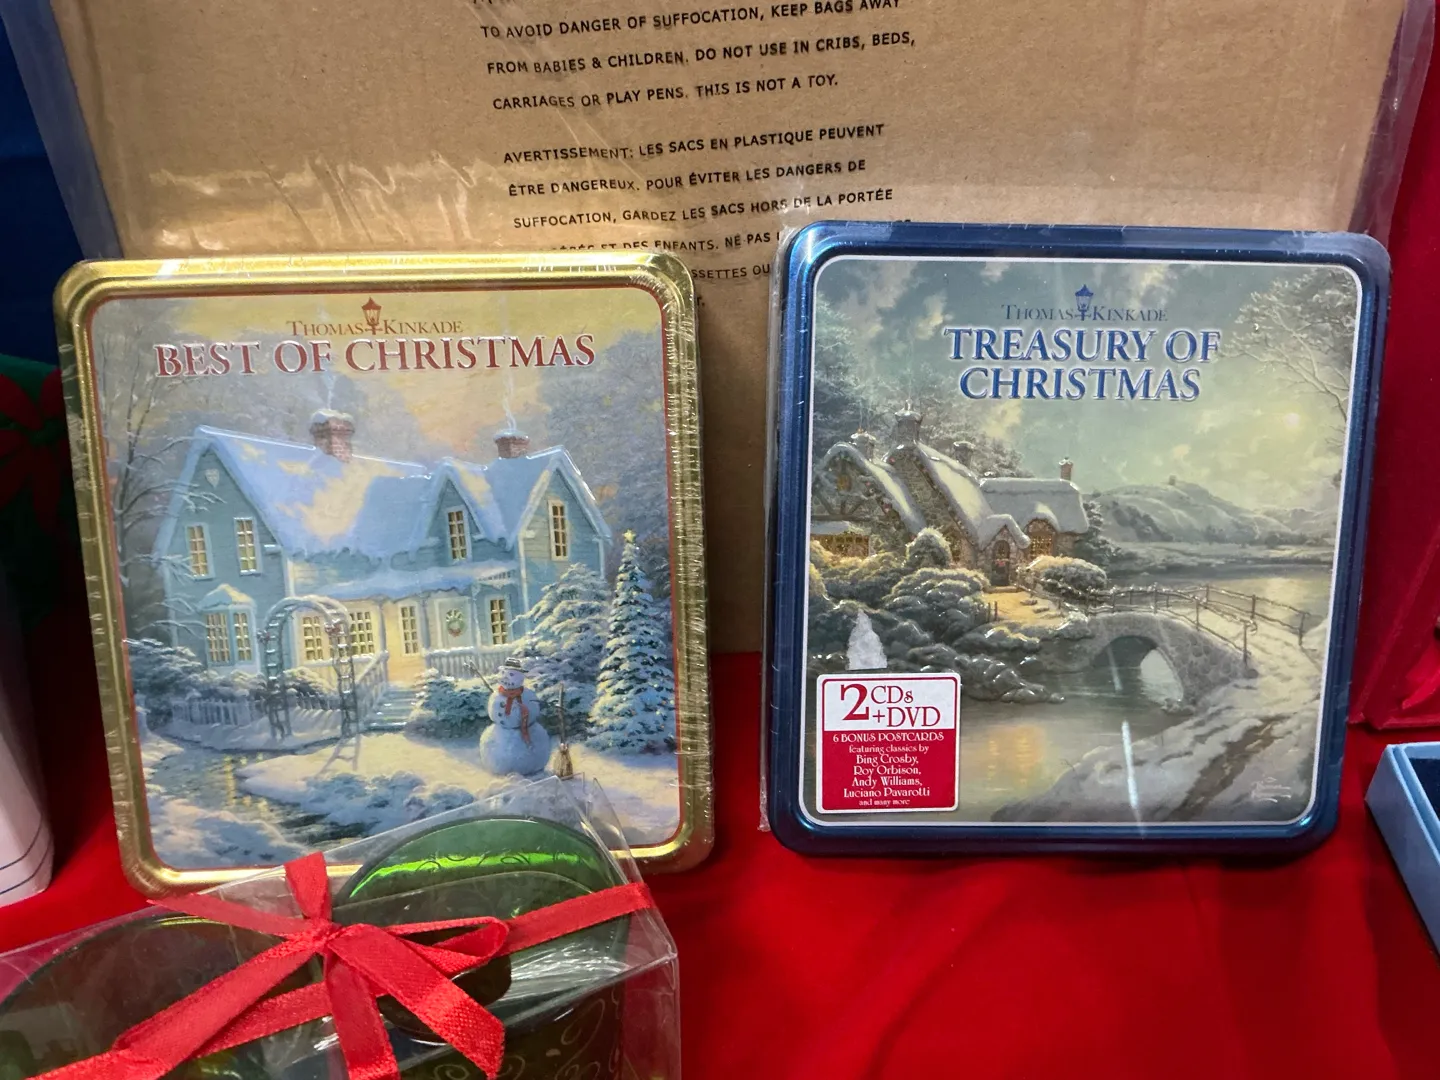 TO AVOID DANGER OF SUFFOCATION, KEEP BAGS AWAY
FROM BABIES & CHILDREN. DO NOT USE IN CRIBS, BEDS,
CARRIAGES OR PLAY PENS. THIS IS NOT A TOY.
AVERTISSEMENT: LES SACS EN PLASTIQUE PEUVENT
ÊTRE DANGEREUX. POUR ÉVITER LES DANGERS DE
SUFFOCATION, GARDEZ LES SACS HORS DE LA PORTÉE
ET DES ENFANTS. NE PAS
OU
THOMAS KINKADE
BEST OF CHRISTMAS
THOMAS KINKADE
TREASURY OF
CHRISTMAS
2 CDs
+DVD
6 BONUS POSTCARDS
featuring classics by
Bing Crosby,
Roy Orbison,
Andy Williams,
Luciano Pavarotti
and many more